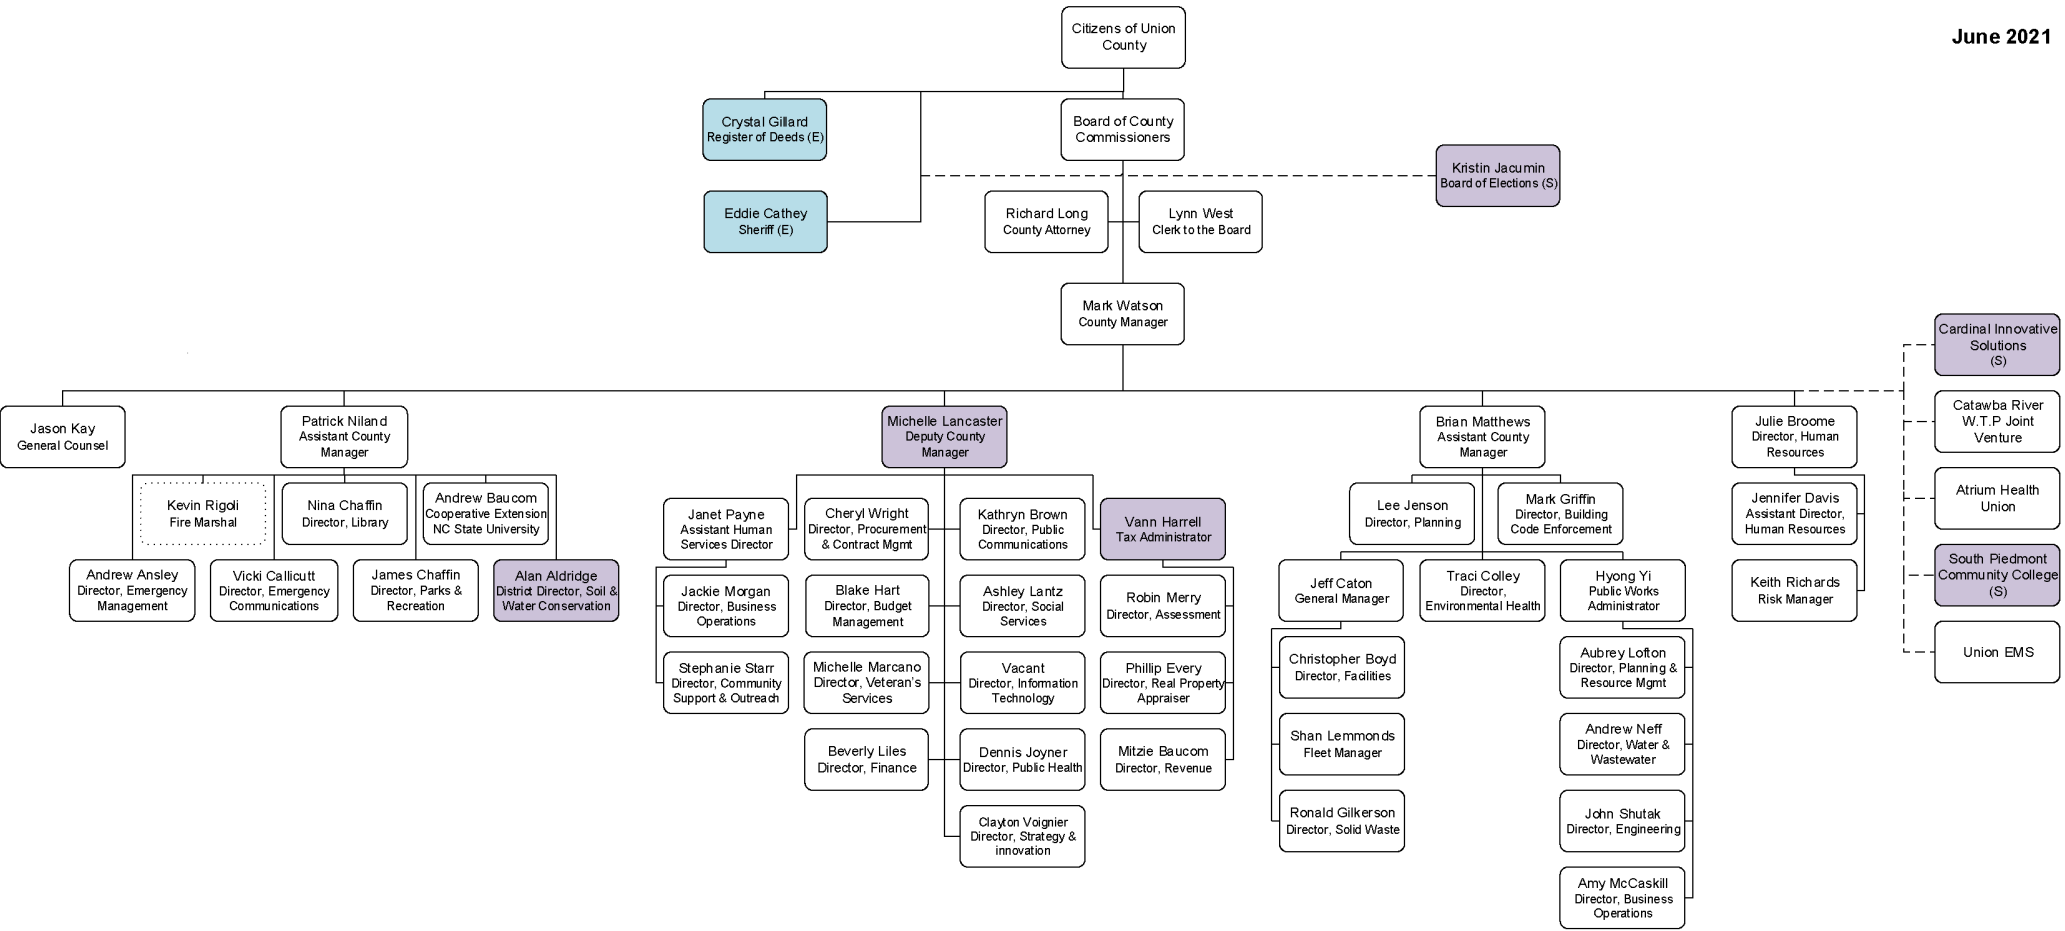 Citizens of Union
County
June 2021
Crystal Gillard
Register of Deeds (E)
Board of County
Commissioners
Kristin Jacumin
Board of Elections (S)
Eddie Cathey
Sheriff (E)
Richard Long
County Attorney
Lynn West
Clerk to the Board
Mark Watson
County Manager
Cardinal Innovative
Solutions
(S)
Catawba River
W.T.P Joint
Venture
Atrium Health
Union
South Piedmont
Community College
(S)
Union EMS
Jason Kay
General Counsel
Patrick Niland
Assistant County
Manager
Michelle Lancaster
Deputy County
Manager
Brian Matthews
Assistant County
Manager
Julie Broome
Director, Human
Resources
Kevin Rigoli
Fire Marshal
Nina Chaffin
Director, Library
Andrew Baucom
Cooperative Extension
NC State University
Andrew Ansley
Director, Emergency
Management
Vicki Callicutt
Director, Emergency
Communications
James Chaffin
Director, Parks &
Recreation
Alan Aldridge
District Director, Soil &
Water Conservation
Janet Payne
Assistant Human
Services Director
Jackie Morgan
Director, Business
Operations
Stephanie Starr
Director, Community
Support & Outreach
Cheryl Wright
Director, Procurement
& Contract Mgmt
Blake Hart
Director, Budget
Management
Michelle Marcano
Director, Veteran's
Services
Beverly Liles
Director, Finance
Kathryn Brown
Director, Public
Communications
Ashley Lantz
Director, Social
Services
Vacant
Director, Information
Technology
Dennis Joyner
Director, Public Health
Clayton Voignier
Director, Strategy &
innovation
Vann Harrell
Tax Administrator
Robin Merry
Director, Assessment
Phillip Every
Director, Real Property
Appraiser
Mitzie Baucom
Director, Revenue
Lee Jenson
Director, Planning
Mark Griffin
Director, Building
Code Enforcement
Jeff Caton
General Manager
Traci Colley
Director,
Environmental Health
Hyong Yi
Public Works
Administrator
Christopher Boyd
Director, Facilities
Shan Lemmonds
Fleet Manager
Ronald Gilkerson
Director, Solid Waste
Aubrey Lofton
Director, Planning &
Resource Mgmt
Andrew Neff
Director, Water &
Wastewater
John Shutak
Director, Engineering
Amy McCaskill
Director, Business
Operations
Jennifer Davis
Assistant Director,
Human Resources
Keith Richards
Risk Manager